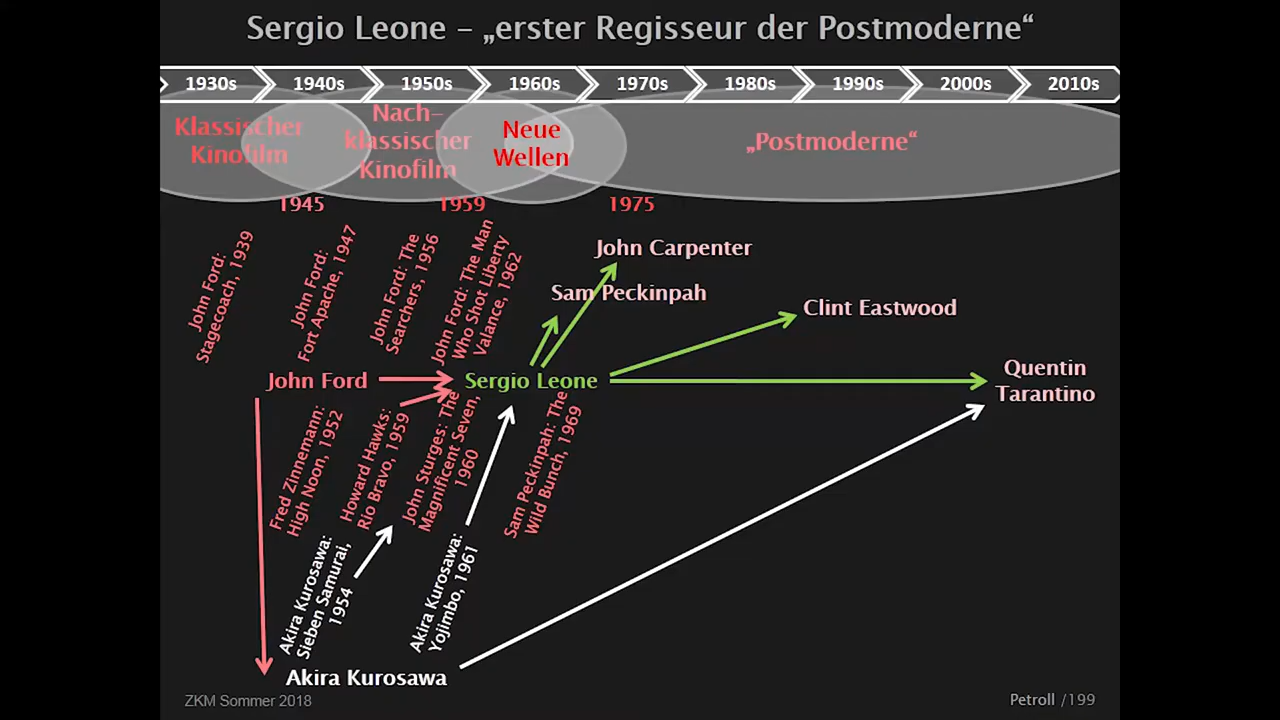 Sergio Leone – „erster Regisseur der Postmoderne“
1930s
1940s
1950s
1960s
1970s
1980s
1990s
2000s
2010s
Klassischer
Kinofilm
Nach–
klassischer
Kinofilm
Neue
Wellen
„Postmoderne“
1945
1959
1975
John Ford:
Stagecoach, 1939
John Ford:
Fort Apache, 1947
John Ford: The
Searchers, 1956
John Ford: The Man
Who Shot Liberty
Valance, 1962
John Carpenter
Sam Peckinpah
Clint Eastwood
John Ford
Sergio Leone
Quentin
Tarantino
Fred Zinnemann:
High Noon, 1952
Howard Hawks:
Rio Bravo, 1959
John Sturges: The
Magnificent Seven,
1960
Sam Peckinpah: The
Wild Bunch, 1969
Akira Kurosawa:
Sieben Samurai,
1954
Akira Kurosawa:
Yojimbo, 1961
Akira Kurosawa
ZKM Sommer 2018
Petroll /199